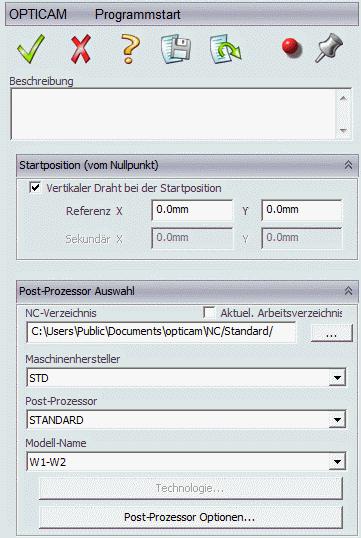 OPTICAM Programmstart
Beschreibung
Startposition (vom Nullpunkt)
Vertikaler Draht bei der Startposition
Referenz X 0.0mm Y 0.0mm
Sekundär X 0.0mm Y 0.0mm
Post-Prozessor Auswahl
NC-Verzeichnis Aktuel. Arbeitsverzeichnis
C:\Users\Public\Documents\opticam\NC/Standard/ ...
Maschinenhersteller
STD
Post-Prozessor
STANDARD
Modell-Name
W1-W2
Technologie...
Post-Prozessor Optionen...